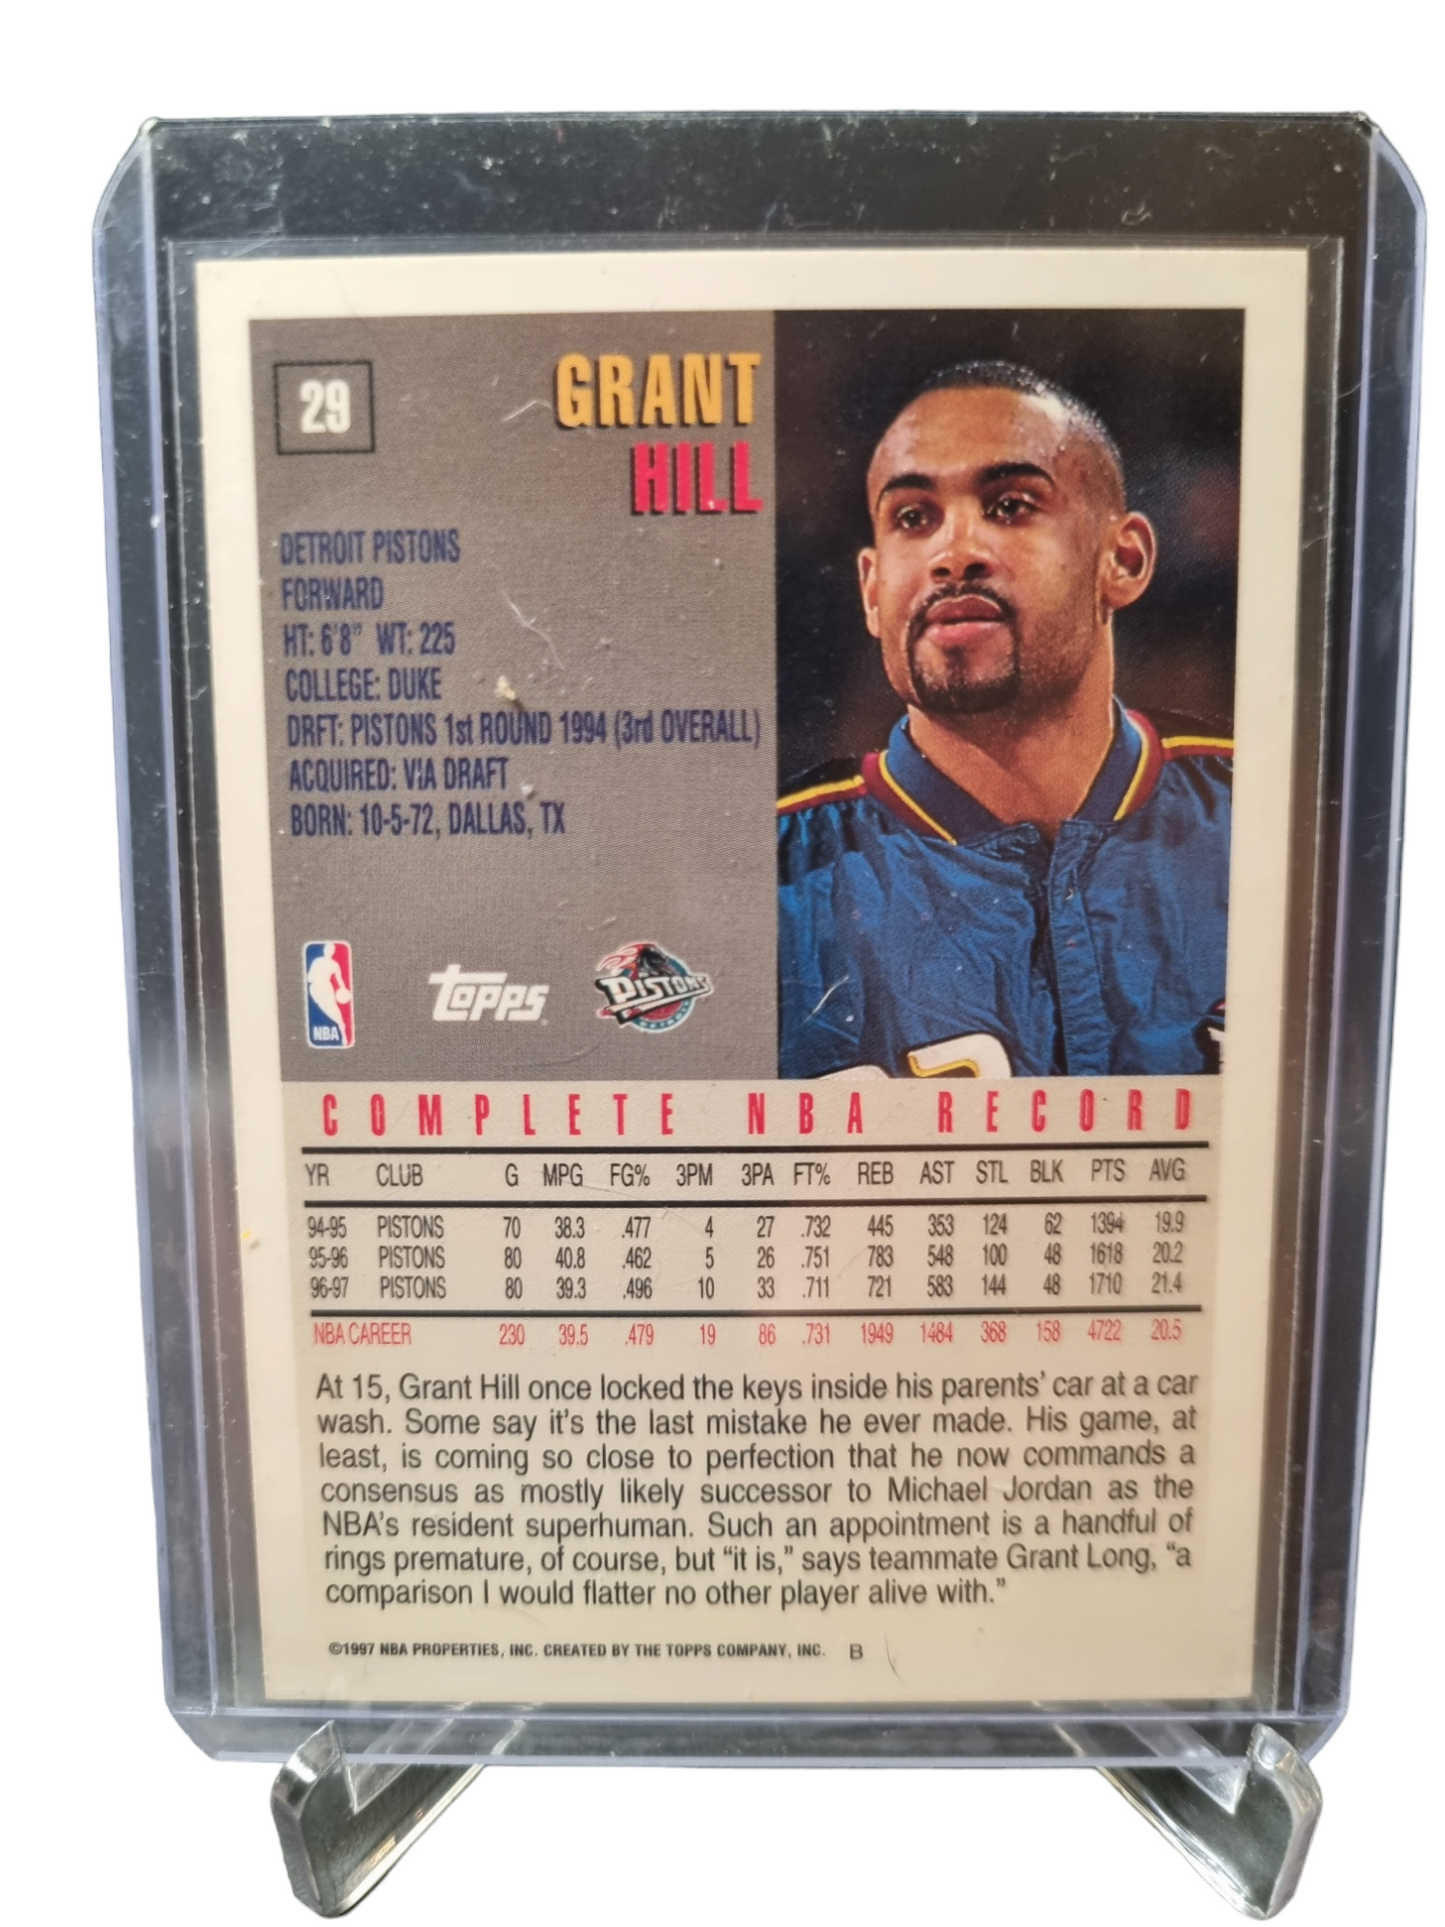 29
GRANT
HILL
DETROIT PISTONS
FORWARD
HT: 6'8" WT: 225
COLLEGE: DUKE
DRFT: PISTONS 1st ROUND 1994 (3rd OVERALL)
ACQUIRED: VIA DRAFT
BORN: 10-5-72, DALLAS, TX
NBA TOPPS PISTONS
DETROIT
COMPLETE NBA RECORD
YR CLUB G MPG FG% 3PM 3PA FT% REB AST STL BLK PTS AVG
94-95 PISTONS 70 38.3 .477 4 27 .732 445 353 124 62 1394 19.9
95-96 PISTONS 80 40.8 .462 5 26 .751 783 548 100 48 1618 20.2
96-97 PISTONS 80 39.3 .496 10 33 .711 721 583 144 48 1710 21.4
NBA CAREER 230 39.5 .479 19 86 .731 1949 1484 368 158 4722 20.5
At 15, Grant Hill once locked the keys inside his parents' car at a car
wash. Some say it's the last mistake he ever made. His game, at
least, is coming so close to perfection that he now commands a
consensus as mostly likely successor to Michael Jordan as the
NBA's resident superhuman. Such an appointment is a handful of
rings premature, of course, but “it is,” says teammate Grant Long, “a
comparison I would flatter no other player alive with.”
©1997 NBA PROPERTIES, INC. CREATED BY THE TOPPS COMPANY, INC. B